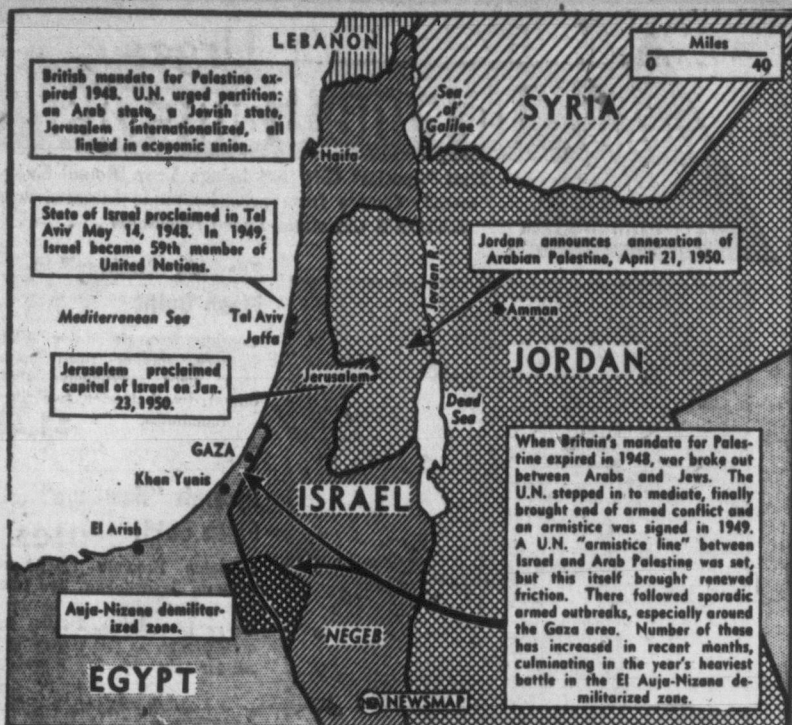 LEBANON
Miles
0 40
British mandate for Palestine ex-
pired 1948. U.N. urged partition:
an Arab state, a Jewish state,
Jerusalem internationalized, all
linked in ecogmic union.
Sea
of
Galilee
SYRIA
Haifa
State of Israel proclaimed in Tel
Aviv May 14, 1948. In 1949,
Israel became 59th member of
United Nations.
Jordan announces annexation of
Arabian Palestino, April 21, 1950.
Jordan R.
Mediterranean Sea
Tel Aviv
Jaffa
Amman
JORDAN
Jerusalem proclaimed
capital of Israel on Jan.
23, 1950.
Jerusalem
Dead
Sea
GAZA
Khan Yunis
ISRAEL
El Arish
When Britain's mandate for Pales-
tine expired in 1948, war broke out
between Arabs and Jews. The
U.N. stepped in to mediate, finally
brought end of armed conflict and
an armistice was signed in 1949.
A U.N. "armistice line" between
Israel and Arab Palesting was set,
but this itself brought renewed
friction. There followed sporadic
armed outbreaks, especially around
the Gaza area. Number of these
has increased in recent months,
culminating in the year's heaviest
battle in the El Auja-Nizana de-
militarized zone.
Auja-Nizana demilitar-
ized zone.
NEGEB
EGYPT
NEWSMAP